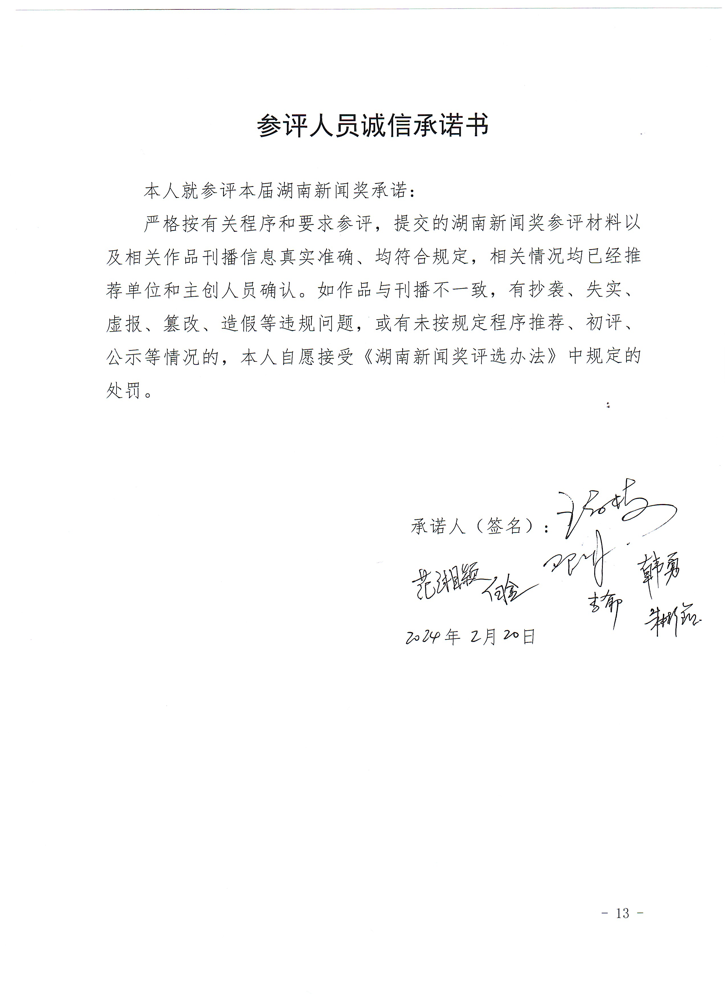 参评人员诚信承诺书
本人就参评本届湖南新闻奖承诺：
严格按有关程序和要求参评，提交的湖南新闻奖参评材料以
及相关作品刊播信息真实准确、均符合规定，相关情况均已经推
荐单位和主创人员确认。如作品与刊播不一致，有抄袭、失实、
虚报、篡改、造假等违规问题，或有未按规定程序推荐、初评、
公示等情况的，本人自愿接受《湖南新闻奖评选办法》中规定的
处罚。
承诺人（签名）：
范湘颖
韩勇
李郁
2024年2月20日
- 13 -